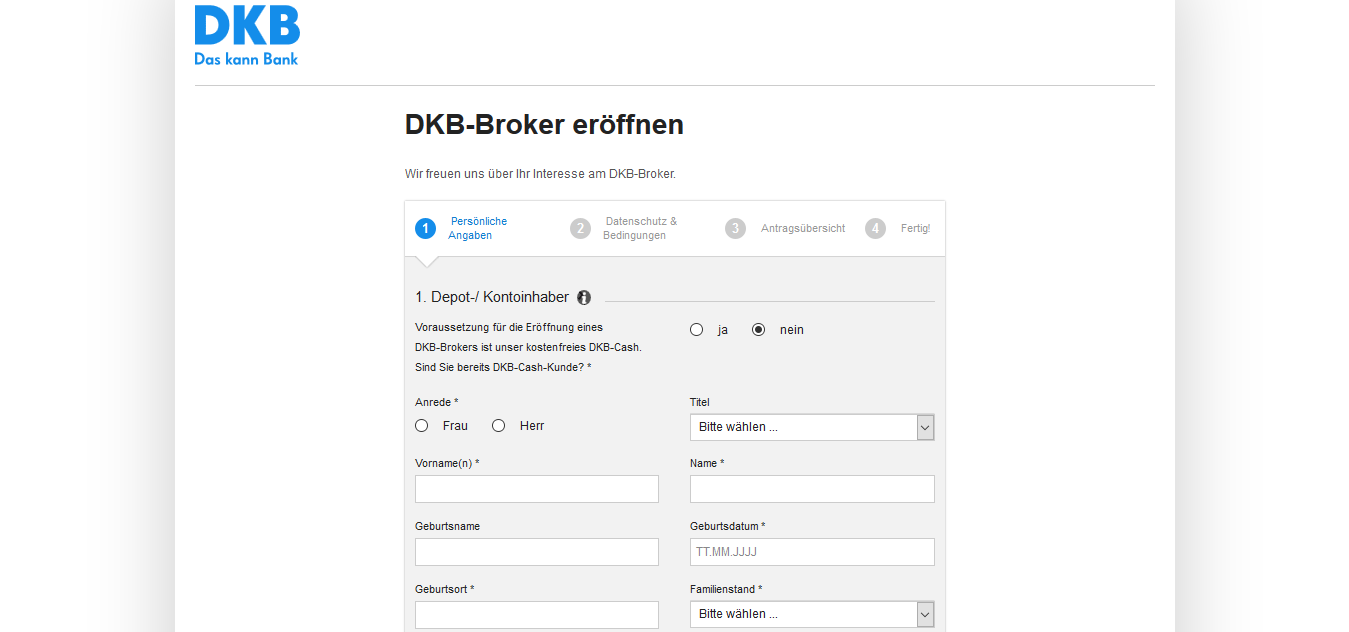 DKB
Das kann Bank
DKB-Broker eröffnen
Wir freuen uns über Ihr Interesse am DKB-Broker.
1 Persönliche Angaben
2 Datenschutz & Bedingungen
3 Antragsübersicht
4 Fertig!
1. Depot-/ Kontoinhaber i
Voraussetzung für die Eröffnung eines
DKB-Brokers ist unser kostenfreies DKB-Cash.
Sind Sie bereits DKB-Cash-Kunde? *
ja nein
Anrede *
Frau Herr
Titel
Bitte wählen ...
Vorname(n) *
Name *
Geburtsname
Geburtsdatum *
TT.MM.JJJJ
Geburtsort *
Familienstand *
Bitte wählen ...